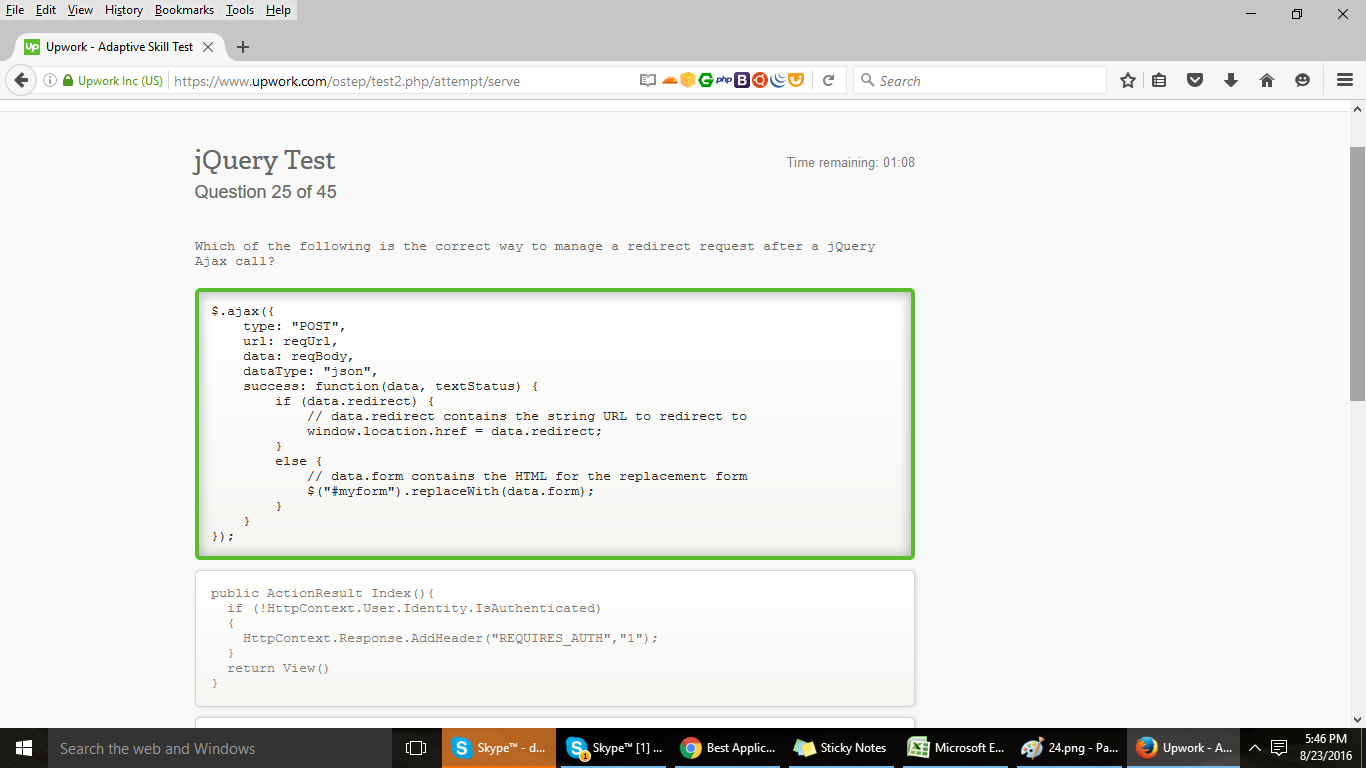 File Edit View History Bookmarks Tools Help
Up Upwork - Adaptive Skill Test
Upwork Inc (US) https://www.upwork.com/ostep/test2.php/attempt/serve php B Search
jQuery Test
Time remaining: 01:08
Question 25 of 45
Which of the following is the correct way to manage a redirect request after a jQuery
Ajax call?
$.ajax({
    type: "POST",
    url: reqUrl,
    data: reqBody,
    dataType: "json",
    success: function(data, textStatus) {
        if (data.redirect) {
            // data.redirect contains the string URL to redirect to
            window.location.href = data.redirect;
        }
        else {
            // data.form contains the HTML for the replacement form
            $("#myform").replaceWith(data.form);
        }
    }
});
public ActionResult Index(){
  if (!HttpContext.User.Identity.IsAuthenticated)
  {
    HttpContext.Response.AddHeader("REQUIRES_AUTH","1");
  }
  return View()
}
Search the web and Windows Skype™ - d... 1 Skype™ [1] ... Best Applic... Sticky Notes Microsoft E... 24.png - Pa... Upwork - A... 5:46 PM
8/23/2016